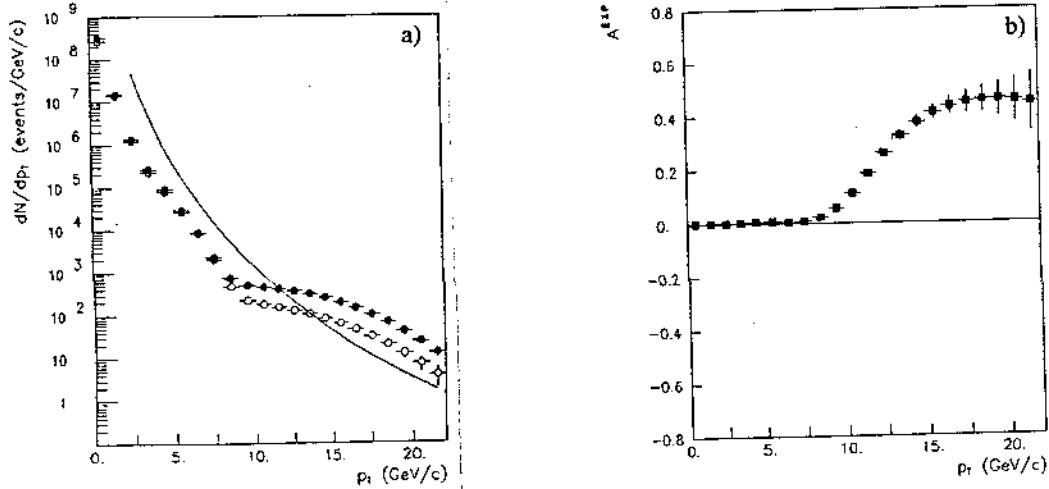 a)
dN/dp_T (events/GeV/c)
10 9
10 8
10 7
10 6
10 5
10 4
10 3
10 2
10
1
0. 5. 10. 15. 20.
p_T (GeV/c)
b)
A^EXP
0.8
0.6
0.4
0.2
0.
-0.2
-0.4
-0.6
-0.8
0. 5. 10. 15. 20.
p_T (GeV/c)